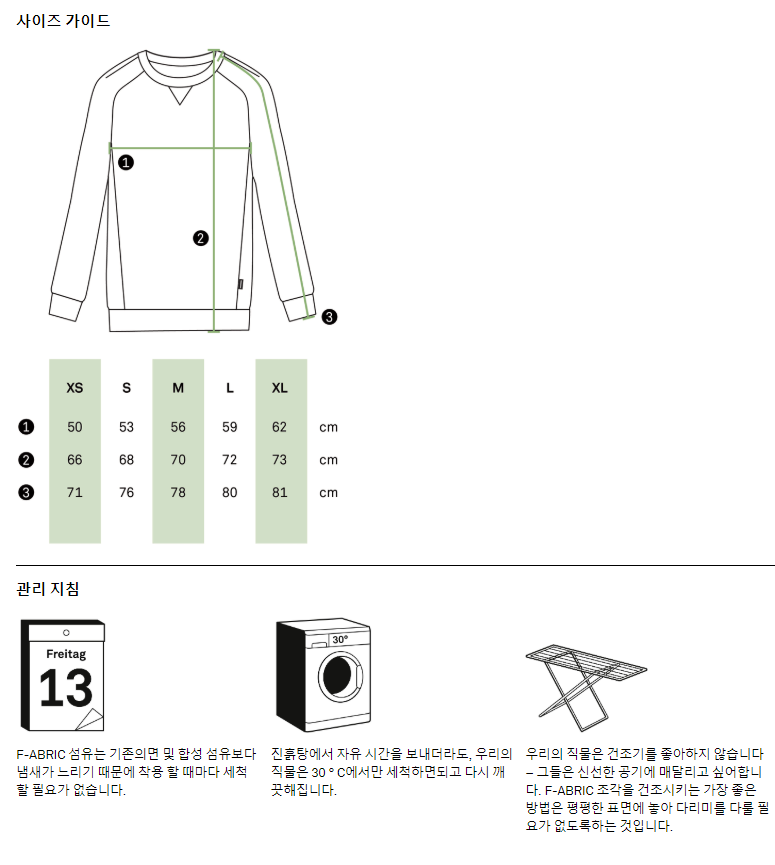 사이즈 가이드
1
2
3
XS S M L XL
1 50 53 56 59 62 cm
2 66 68 70 72 73 cm
3 71 76 78 80 81 cm
관리 지침
Freitag
13
30°
F-ABRIC 섬유는 기존의면 및 합성 섬유보다
냄새가 느리기 때문에 착용 할 때마다 세척
할 필요가 없습니다.
진흙탕에서 자유 시간을 보내더라도, 우리의
직물은 30 ° C에서만 세척하면되고 다시 깨
끗해집니다.
우리의 직물은 건조기를 좋아하지 않습니다
– 그들은 신선한 공기에 매달리고 싶어합니
다. F-ABRIC 조각을 건조시키는 가장 좋은
방법은 평평한 표면에 놓아 다리미를 다룰 필
요가 없도록하는 것입니다.